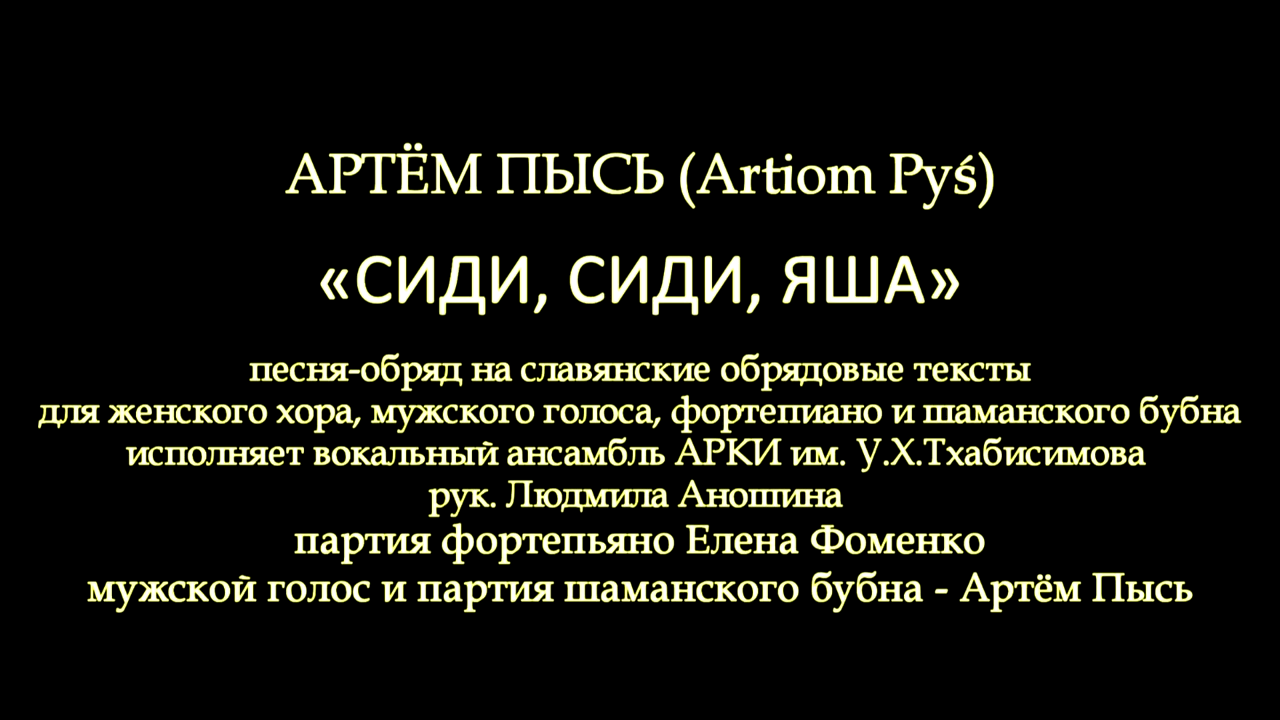 АРТЁМ ПЫСЬ (Artiom Pyś)
«СИДИ, СИДИ, ЯША»
песня-обряд на славянские обрядовые тексты
для женского хора, мужского голоса, фортепиано и шаманского бубна
исполняет вокальный ансамбль АРКИ им. У.Х.Тхабисимова
рук. Людмила Аношина
партия фортепьяно Елена Фоменко
мужской голос и партия шаманского бубна - Артём Пысь